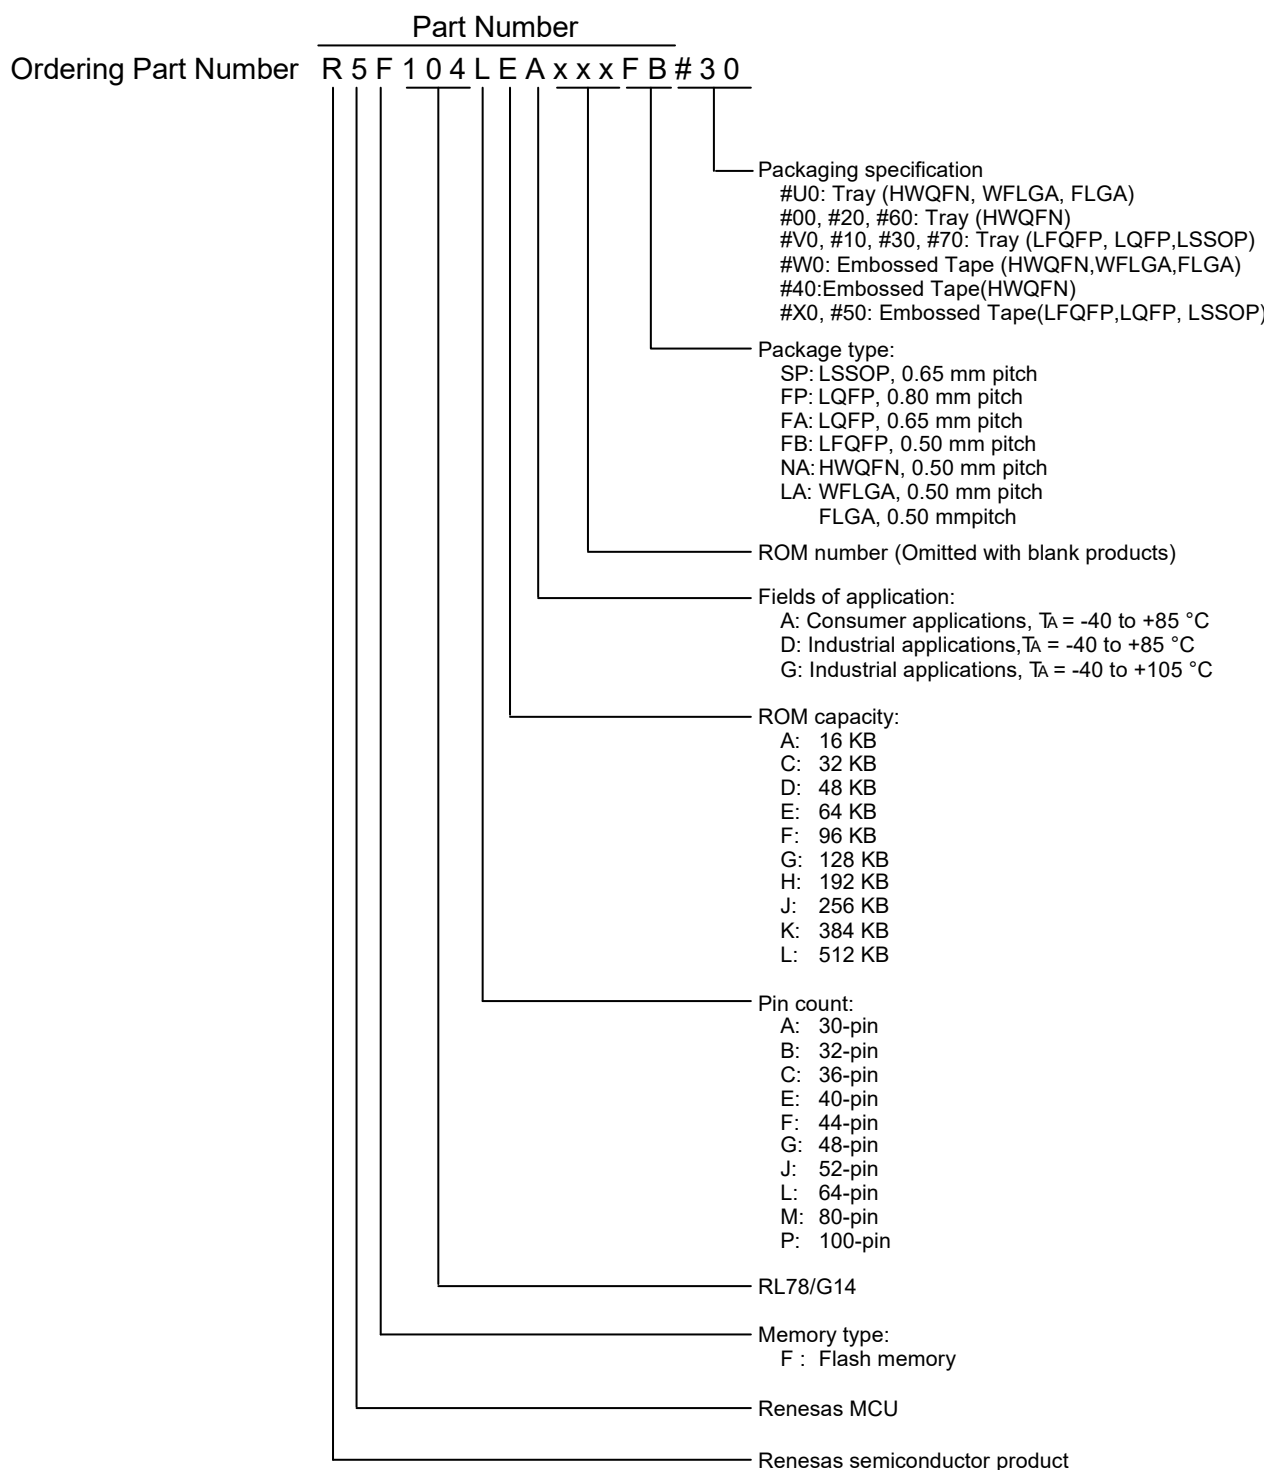 Part Number
Ordering Part Number R 5 F 1 0 4 L E A x x x F B # 3 0
Packaging specification
#U0: Tray (HWQFN, WFLGA, FLGA)
#00, #20, #60: Tray (HWQFN)
#V0, #10, #30, #70: Tray (LFQFP, LQFP,LSSOP)
#W0: Embossed Tape (HWQFN,WFLGA,FLGA)
#40:Embossed Tape(HWQFN)
#X0, #50: Embossed Tape(LFQFP,LQFP, LSSOP)
Package type:
SP: LSSOP, 0.65 mm pitch
FP: LQFP, 0.80 mm pitch
FA: LQFP, 0.65 mm pitch
FB: LFQFP, 0.50 mm pitch
NA: HWQFN, 0.50 mm pitch
LA: WFLGA, 0.50 mm pitch
FLGA, 0.50 mmpitch
ROM number (Omitted with blank products)
Fields of application:
A: Consumer applications, TA = -40 to +85 °C
D: Industrial applications,TA = -40 to +85 °C
G: Industrial applications, TA = -40 to +105 °C
ROM capacity:
A: 16 KB
C: 32 KB
D: 48 KB
E: 64 KB
F: 96 KB
G: 128 KB
H: 192 KB
J: 256 KB
K: 384 KB
L: 512 KB
Pin count:
A: 30-pin
B: 32-pin
C: 36-pin
E: 40-pin
F: 44-pin
G: 48-pin
J: 52-pin
L: 64-pin
M: 80-pin
P: 100-pin
RL78/G14
Memory type:
F : Flash memory
Renesas MCU
Renesas semiconductor product